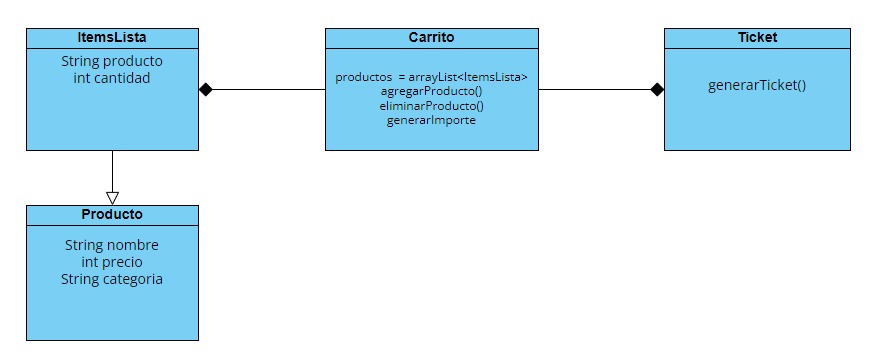 ItemsLista
String producto
int cantidad
Carrito
productos = arrayList<ItemsLista>
agregarProducto()
eliminarProducto()
generarImporte
Ticket
generarTicket()
Producto
String nombre
int precio
String categoria